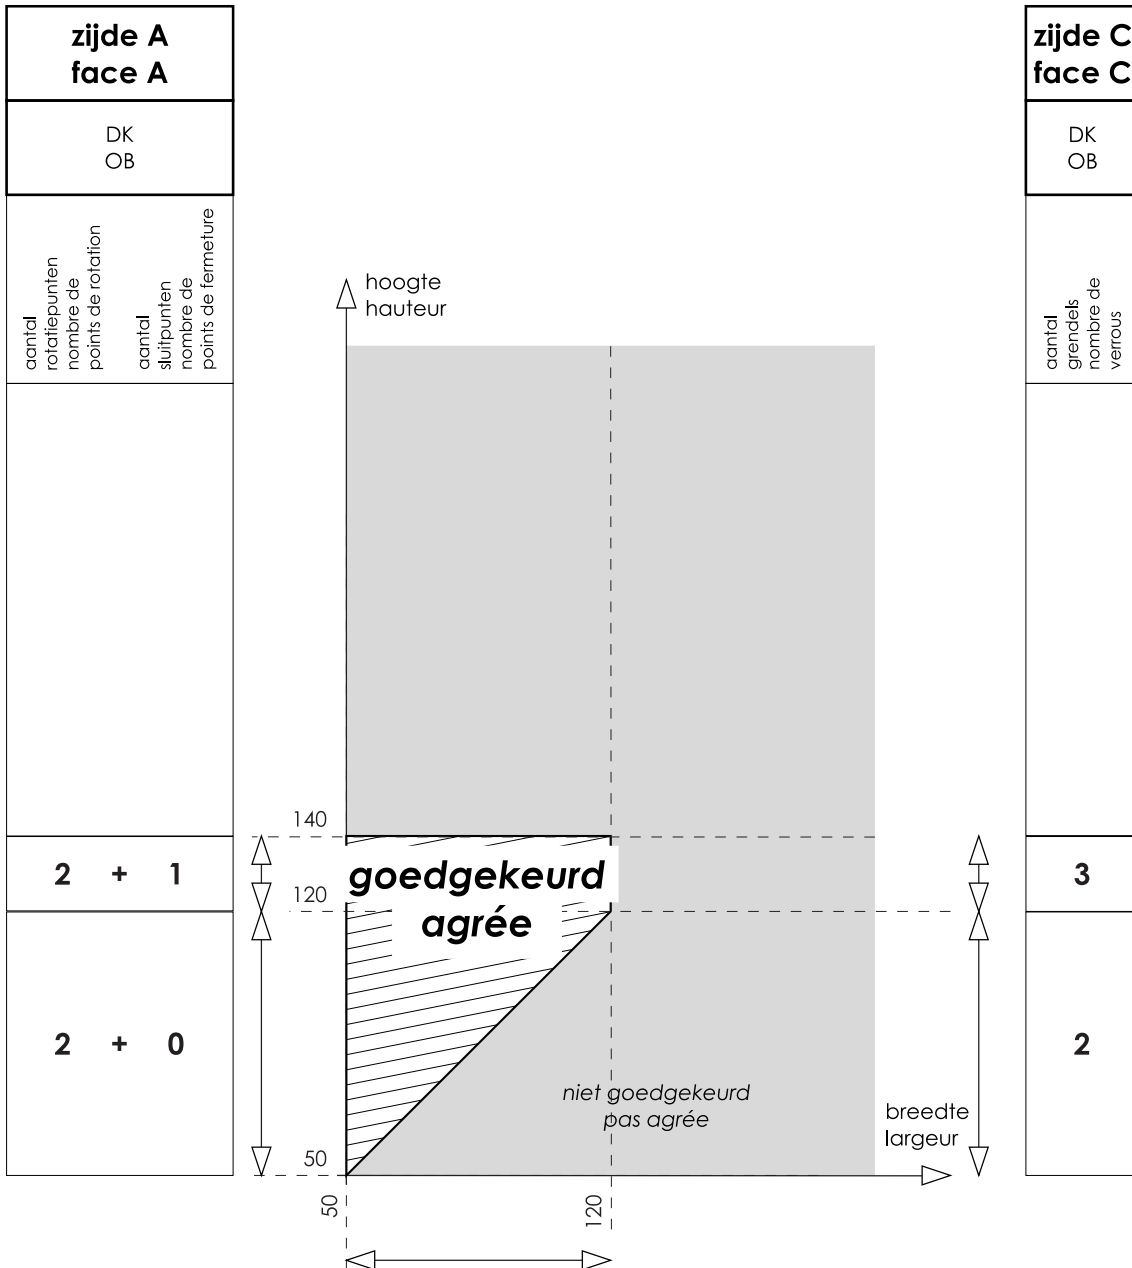 zijde A
face A
DK
OB
aantal
rotatiepunten
nombre de
points de rotation
aantal
sluitpunten
nombre de
points de fermeture
2 + 1
2 + 0
hoogte
hauteur
140
120
50
goedgekeurd
agrée
niet goedgekeurd
pas agrée
breedte
largeur
50
120
zijde C
face C
DK
OB
aantal
grendels
nombre de
verrous
3
2